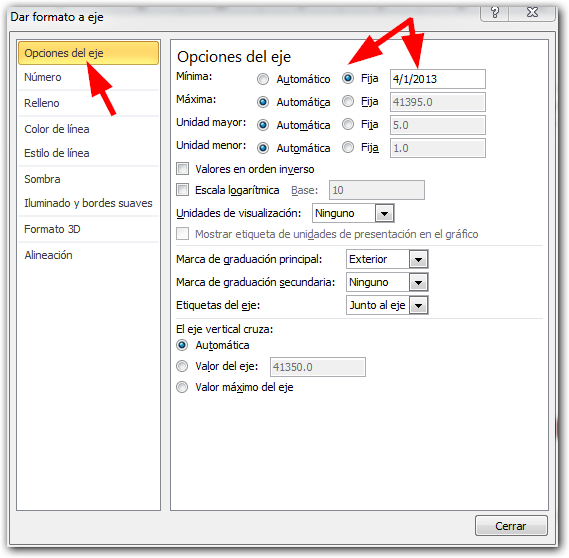 Dar formato a eje
?
Opciones del eje
Número
Relleno
Color de línea
Estilo de línea
Sombra
Iluminado y bordes suaves
Formato 3D
Alineación
Opciones del eje
Mínima: Automático Fija 4/1/2013
Máxima: Automática Fija 41395.0
Unidad mayor: Automática Fija 5.0
Unidad menor: Automática Fija 1.0
Valores en orden inverso
Escala logarítmica Base: 10
Unidades de visualización: Ninguno
Mostrar etiqueta de unidades de presentación en el gráfico
Marca de graduación principal: Exterior
Marca de graduación secundaria: Ninguno
Etiquetas del eje: Junto al eje
El eje vertical cruza:
Automática
Valor del eje: 41350.0
Valor máximo del eje
Cerrar